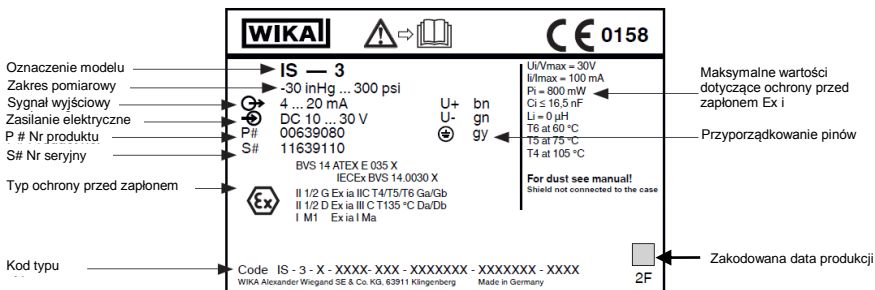 Oznaczenie modelu
Zakres pomiarowy
Sygnał wyjściowy
Zasilanie elektryczne
P # Nr produktu
S# Nr seryjny
Typ ochrony przed zapłonem
Kod typu
WIKAI
CE 0158
IS — 3
-30 inHg ... 300 psi
4 ... 20 mA
DC 10 ... 30 V
P# 00639080
S# 11639110
U+ bn
U- gn
gy
BVS 14 ATEX E 035 X
IECEx BVS 14.0030 X
Ex
II 1/2 G Ex ia IIC T4/T5/T6 Ga/Gb
II 1/2 D Ex ia III C T135 °C Da/Db
I M1 Ex ia I Ma
Code IS - 3 - X - XXXX- XXX - XXXXXXX - XXXXXXX - XXXX
WIKA Alexander Wiegand SE & Co. KG, 63911 Klingenberg Made in Germany
Ui/Vmax = 30V
Ii/Imax = 100 mA
Pi = 800 mW
Ci ≤ 16,5 nF
Li = 0 µH
T6 at 60 °C
T5 at 75 °C
T4 at 105 °C
For dust see manual!
Shield not connected to the case
2F
Maksymalne wartości
dotyczące ochrony przed
zapłonem Ex i
Przyporządkowanie pinów
Zakodowana data produkcji